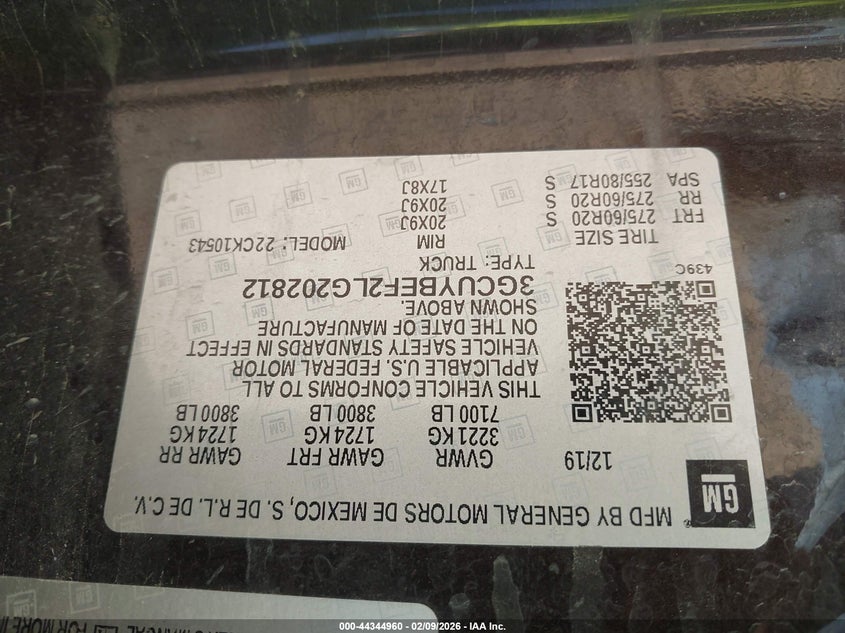 GM
MFD BY GENERAL MOTORS DE MEXICO, S. DE R.L. DE C.V.
12/19 GVWR GAWR FRT GAWR RR
3221 KG 1724 KG 1724 KG
7100 LB 3800 LB 3800 LB
THIS VEHICLE CONFORMS TO ALL
APPLICABLE U.S. FEDERAL MOTOR
VEHICLE SAFETY STANDARDS IN EFFECT
ON THE DATE OF MANUFACTURE
SHOWN ABOVE.
3GCUYBEF2LG202812
439C TYPE: TRUCK
TIRE SIZE RIM MODEL: 22CK10543
FRT 275/60R20 S 20X9J
RR 275/60R20 S 20X9J
SPA 255/80R17 S 17X8J
MANUAL FOR MORE
000-44344960 - 02/09/2026 - IAA Inc.